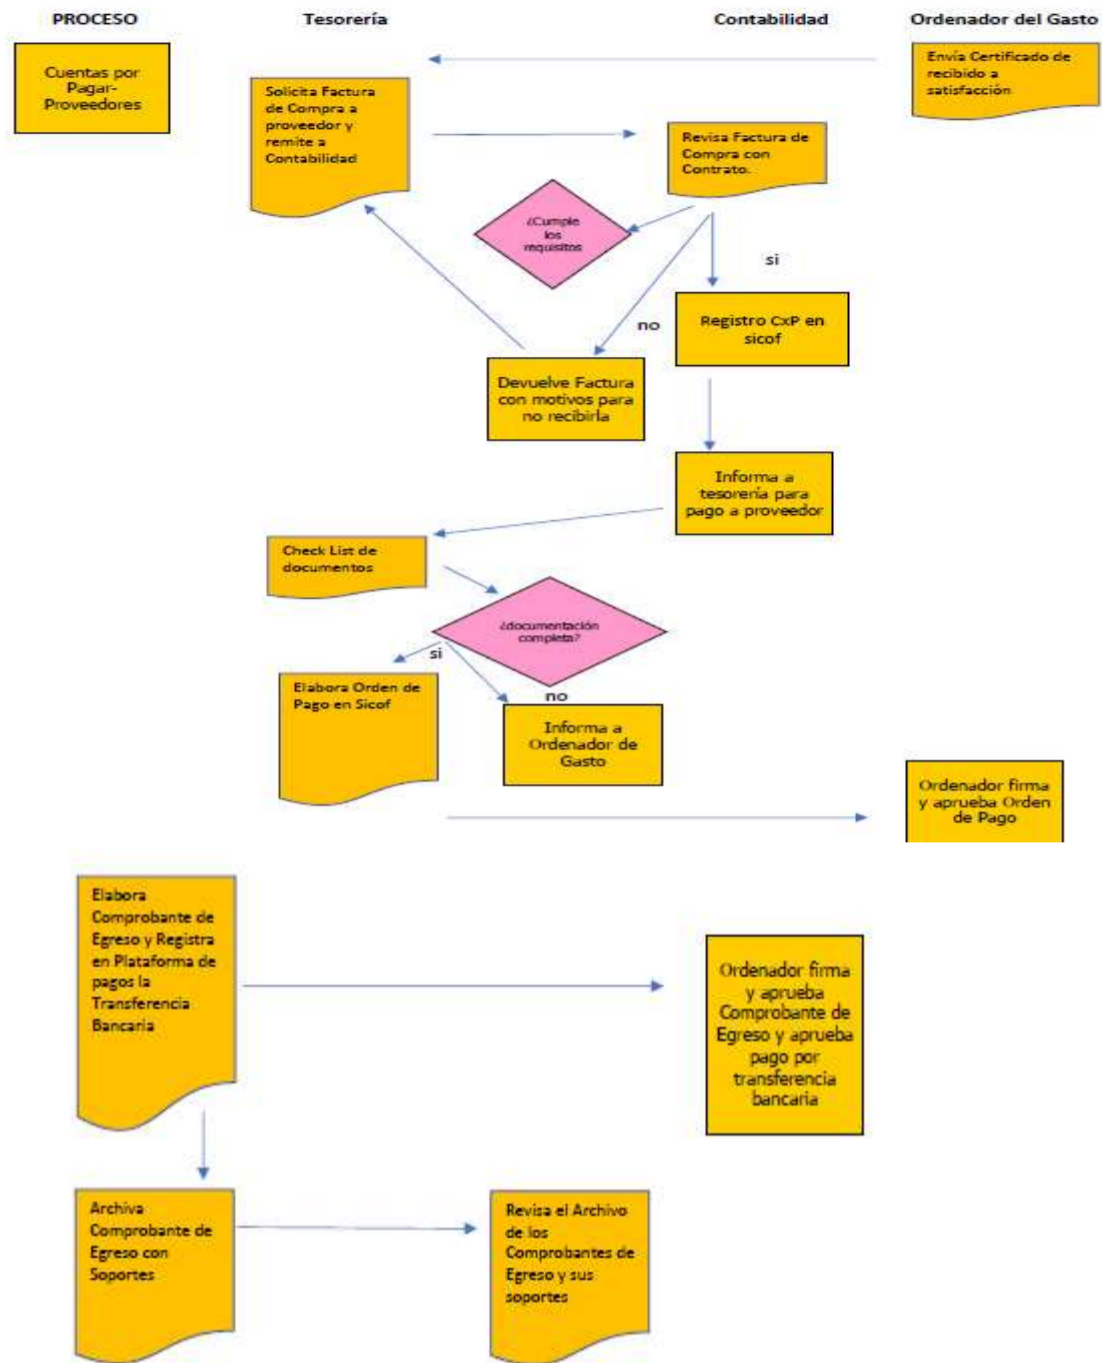 PROCESO
Tesorería
Contabilidad
Ordenador del Gasto
Cuentas por
Pagar-
Proveedores
Envía Certificado de
recibido a
satisfacción
Solicita Factura
de Compra a
proveedor y
remite a
Contabilidad
Revisa Factura de
Compra con
Contrato.
¿Cumple
los
requisitos
si
no
Registro CxP en
sicof
Devuelve Factura
con motivos para
no recibirla
Informa a
tesorería para
pago a proveedor
Check List de
documentos
¿documentación
completa?
si
no
Elabora Orden de
Pago en Sicof
Informa a
Ordenador de
Gasto
Ordenador firma
y aprueba Orden
de Pago
Elabora
Comprobante de
Egreso y Registra
en Plataforma de
pagos la
Transferencia
Bancaria
Ordenador firma
y aprueba
Comprobante de
Egreso y aprueba
pago por
transferencia
bancaria
Archiva
Comprobante de
Egreso con
Soportes
Revisa el Archivo
de los
Comprobantes de
Egreso y sus
soportes